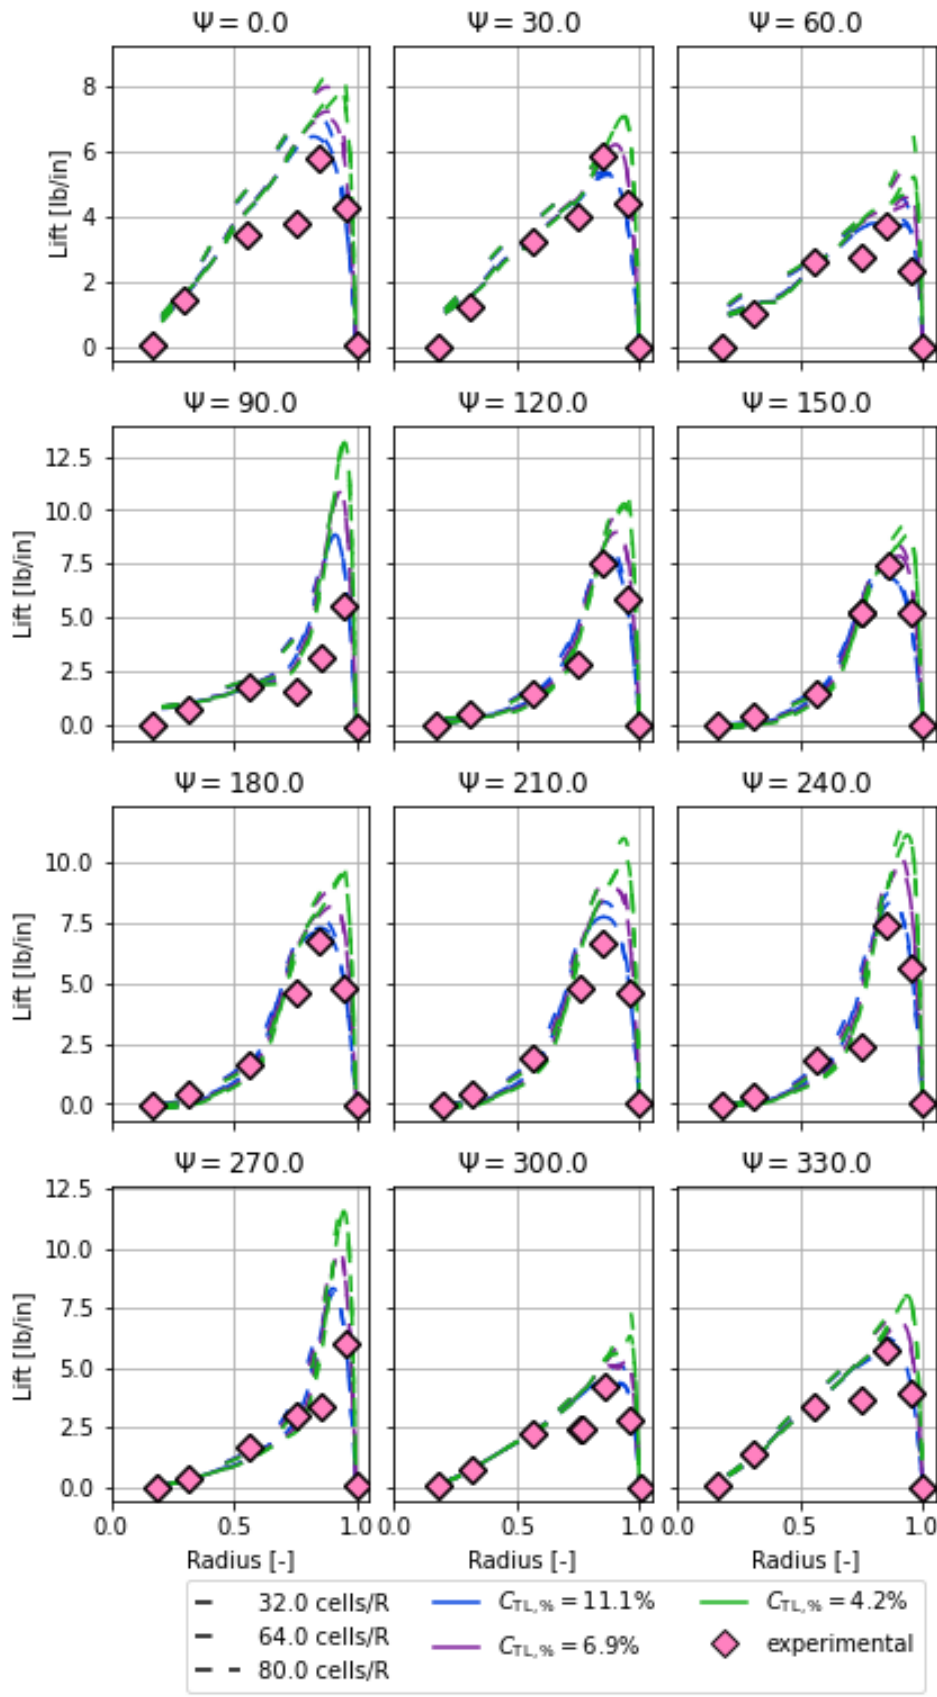 Ψ = 0.0 Ψ = 30.0 Ψ = 60.0
8
6
4
2
0
Lift [lb/in]
Ψ = 90.0 Ψ = 120.0 Ψ = 150.0
12.5
10.0
7.5
5.0
2.5
0.0
Lift [lb/in]
Ψ = 180.0 Ψ = 210.0 Ψ = 240.0
10.0
7.5
5.0
2.5
0.0
Lift [lb/in]
Ψ = 270.0 Ψ = 300.0 Ψ = 330.0
12.5
10.0
7.5
5.0
2.5
0.0
Lift [lb/in]
0.0 0.5 1.0 0.0 0.5 1.0 0.0 0.5 1.0
Radius [-] Radius [-] Radius [-]
32.0 cells/R C_TL,% = 11.1% C_TL,% = 4.2%
64.0 cells/R C_TL,% = 6.9% experimental
80.0 cells/R